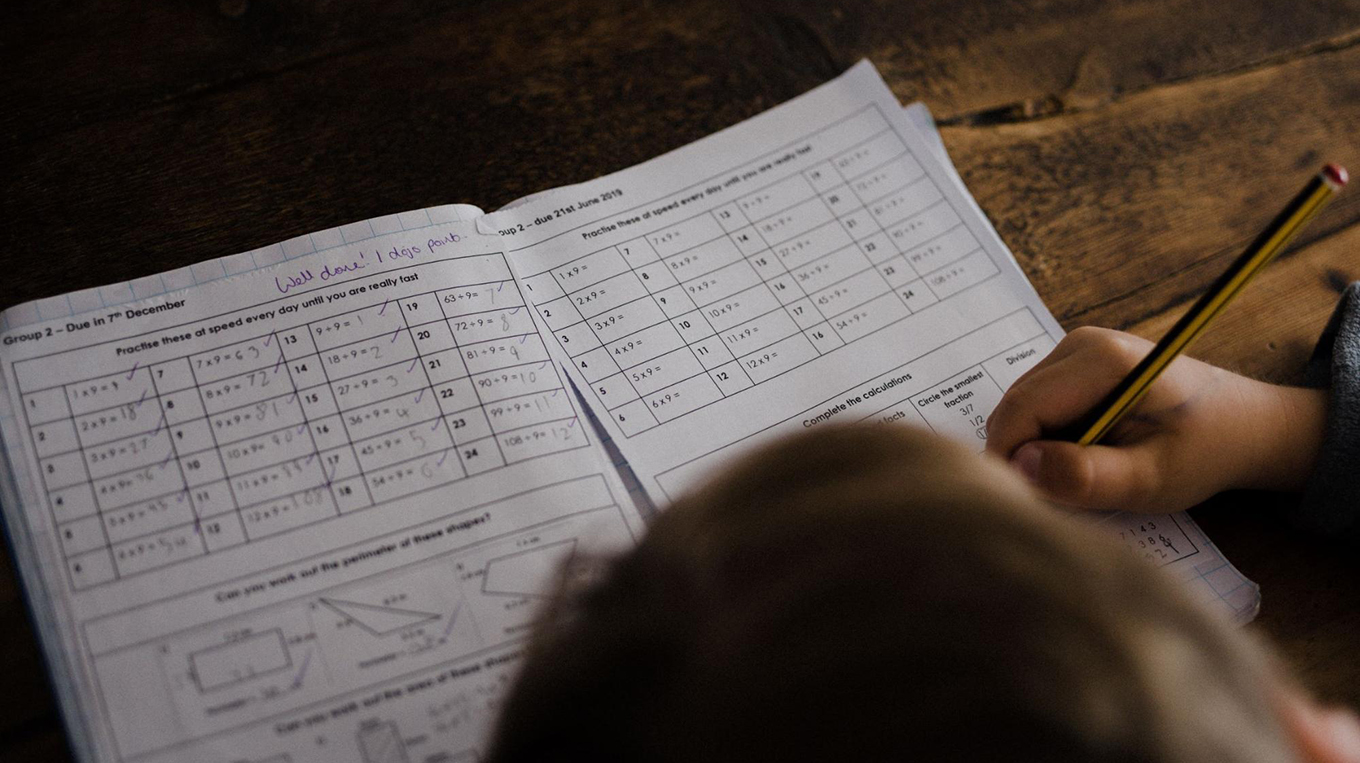 Well done! 1 dojo point.
Group 2 – Due in 7th December
Practise these at speed every day until you are really fast
1 1 x 9 = 9 7 7 x 9 = 63 13 9 ÷ 9 = 1 19 63 ÷ 9 = 7
2 2 x 9 = 18 8 8 x 9 = 72 14 18 ÷ 9 = 2 20 72 ÷ 9 = 8
3 3 x 9 = 27 9 9 x 9 = 81 15 27 ÷ 9 = 3 21 81 ÷ 9 = 9
4 4 x 9 = 36 10 10 x 9 = 90 16 36 ÷ 9 = 4 22 90 ÷ 9 = 10
5 5 x 9 = 45 11 11 x 9 = 99 17 45 ÷ 9 = 5 23 99 ÷ 9 = 11
6 6 x 9 = 54 12 12 x 9 = 108 18 54 ÷ 9 = 6 24 108 ÷ 9 = 12
Can you work out the perimeter of these shapes?
Can you work out the area of these
oup 2 – due 21st June 2019
Practise these at speed every day until you are really fast
1 1 x 9 = 7 7 x 9 = 13 9 ÷ 9 = 19 63 ÷ 9 =
2 2 x 9 = 8 8 x 9 = 14 18 ÷ 9 = 20 72 ÷ 9 =
3 3 x 9 = 9 9 x 9 = 15 27 ÷ 9 = 21 81 ÷ 9 =
4 4 x 9 = 10 10 x 9 = 16 36 ÷ 9 = 22 90 ÷ 9 =
5 5 x 9 = 11 11 x 9 = 17 45 ÷ 9 = 23 99 ÷ 9 =
6 6 x 9 = 12 12 x 9 = 16 54 ÷ 9 = 24 108 ÷ 9 =
Complete the calculations
facts
Circle the smallest
fraction
3/7
1/2
Division